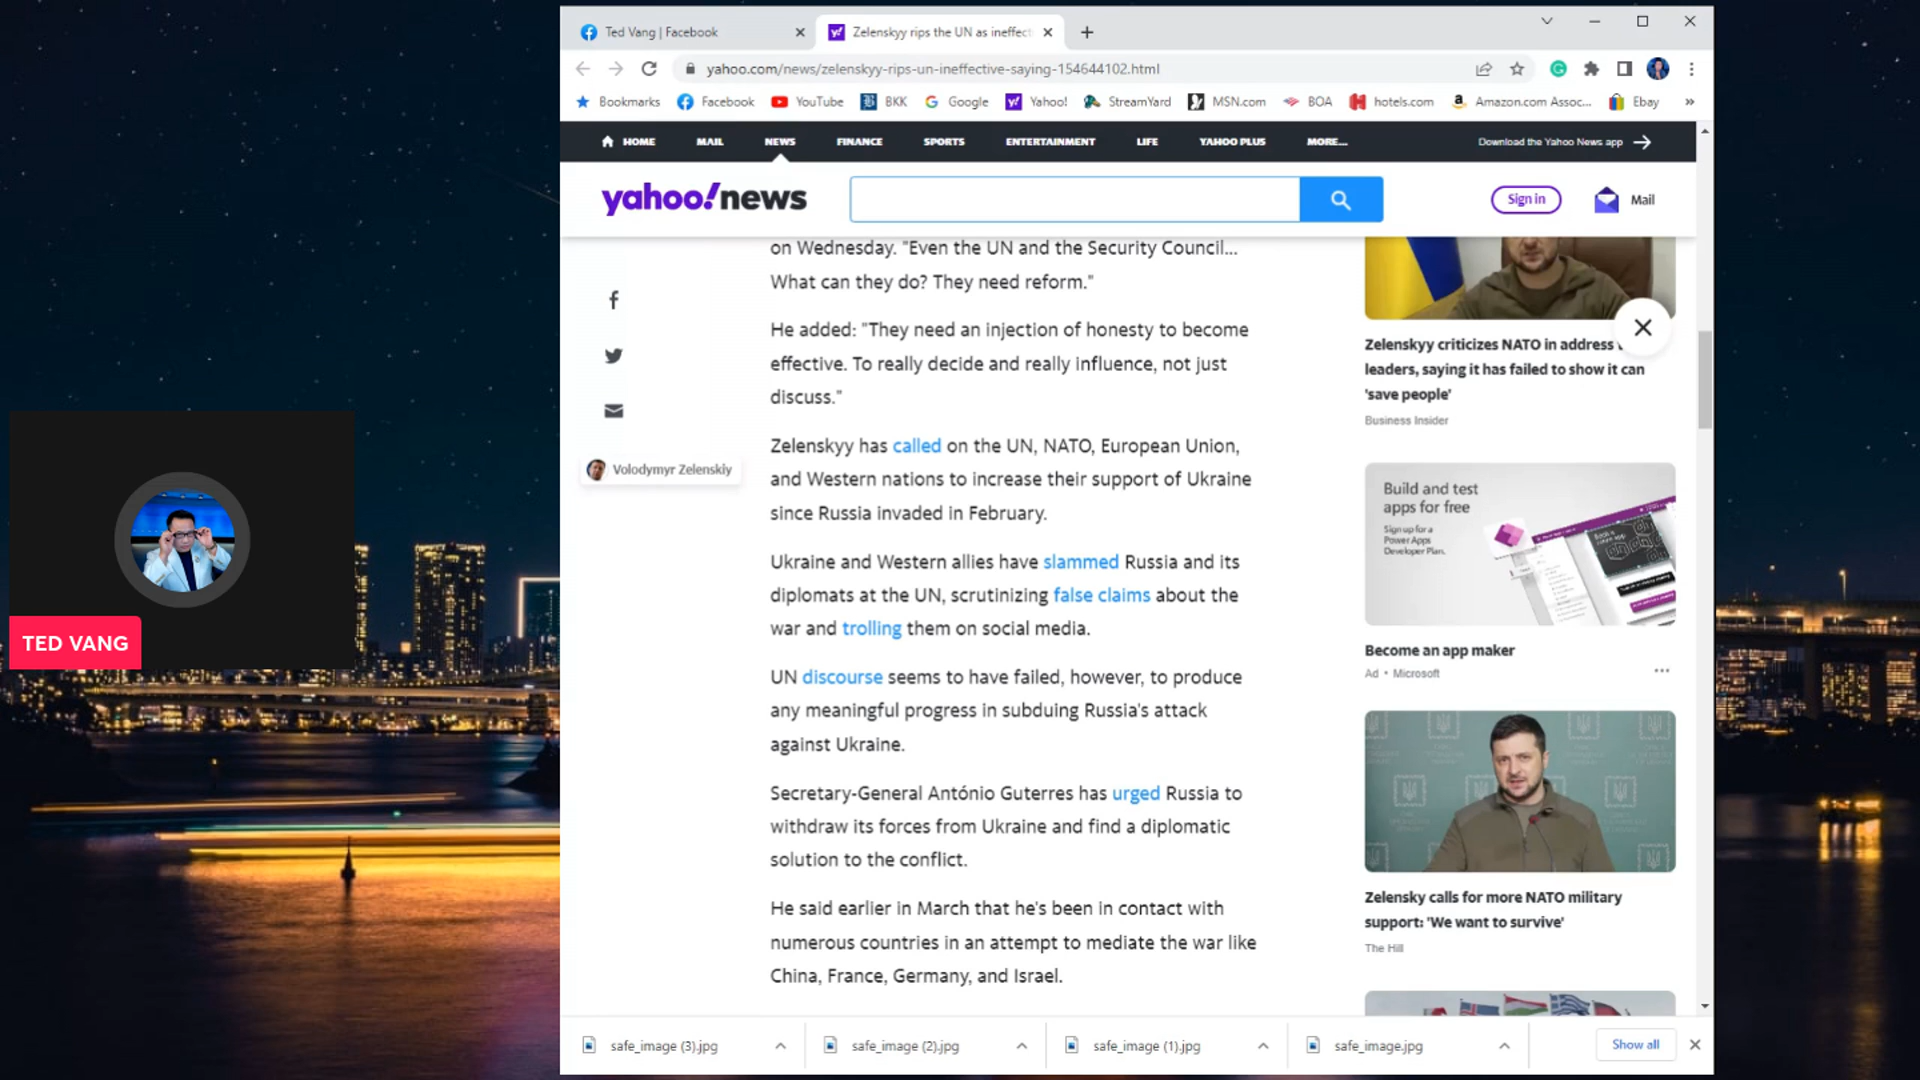 Ted Vang | Facebook
Zelenskyy rips the UN as ineffect
yahoo.com/news/zelenskyy-rips-un-ineffective-saying-154644102.html
Bookmarks Facebook YouTube BKK Google Yahoo! StreamYard MSN.com BOA hotels.com Amazon.com Assoc... Ebay »
HOME MAIL NEWS FINANCE SPORTS ENTERTAINMENT LIFE YAHOO PLUS MORE... Download the Yahoo News app
yahoo!news
Sign in
Mail
on Wednesday. "Even the UN and the Security Council...
What can they do? They need reform."
He added: "They need an injection of honesty to become
effective. To really decide and really influence, not just
discuss."
Zelenskyy has called on the UN, NATO, European Union,
and Western nations to increase their support of Ukraine
since Russia invaded in February.
Ukraine and Western allies have slammed Russia and its
diplomats at the UN, scrutinizing false claims about the
war and trolling them on social media.
UN discourse seems to have failed, however, to produce
any meaningful progress in subduing Russia's attack
against Ukraine.
Secretary-General António Guterres has urged Russia to
withdraw its forces from Ukraine and find a diplomatic
solution to the conflict.
He said earlier in March that he's been in contact with
numerous countries in an attempt to mediate the war like
China, France, Germany, and Israel.
Volodymyr Zelenskiy
TED VANG
Zelenskyy criticizes NATO in address
leaders, saying it has failed to show it can
'save people'
Business Insider
Build and test
apps for free
Sign up for a
Power Apps
Developer Plan.
Become an app maker
Ad • Microsoft
Zelensky calls for more NATO military
support: 'We want to survive'
The Hill
safe_image (3).jpg safe_image (2).jpg safe_image (1).jpg safe_image.jpg Show all